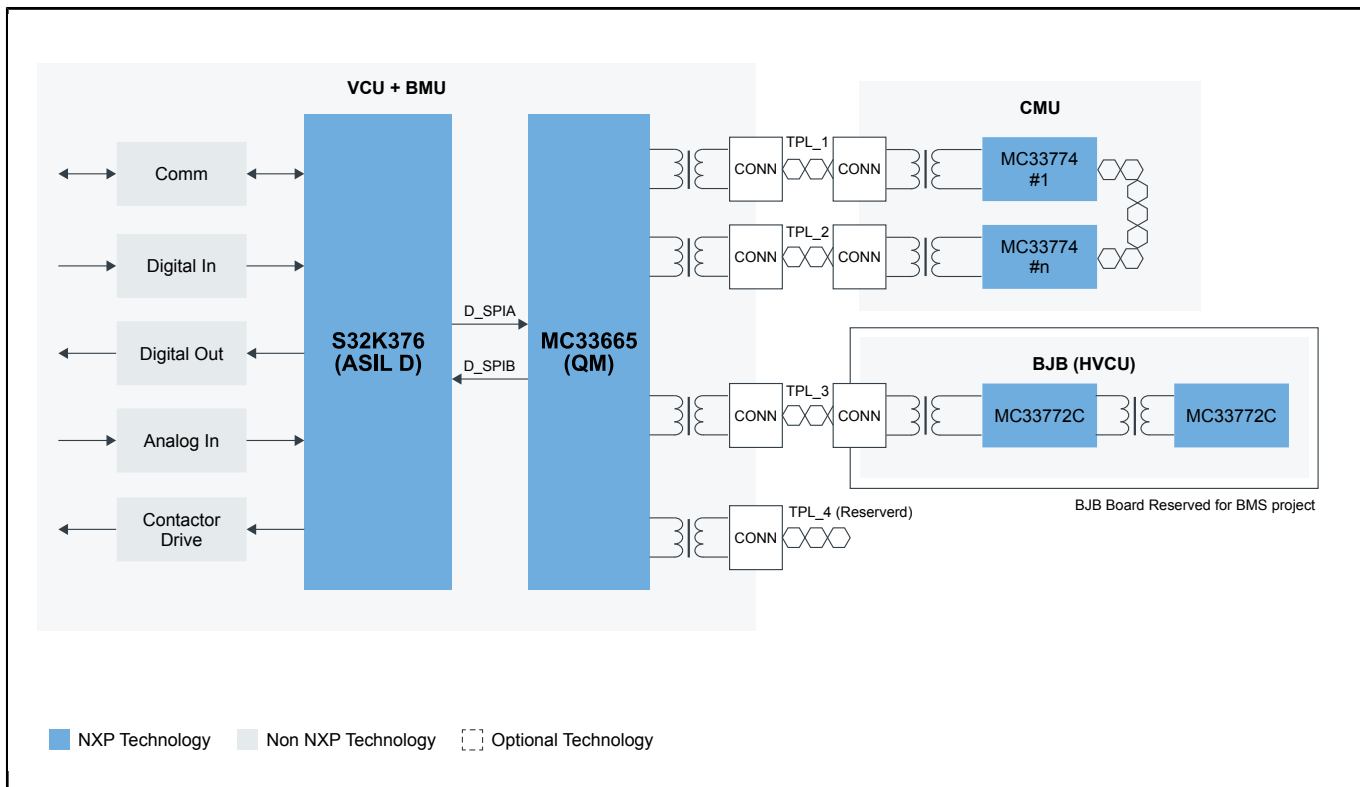 VCU + BMU
Comm
Digital In
Digital Out
Analog In
Contactor
Drive
S32K376
(ASIL D)
D_SPIA
D_SPIB
MC33665
(QM)
CONN
TPL_1
CONN
CONN
TPL_2
CONN
CONN
TPL_3
CONN
CONN
TPL_4 (Reserverd)
CMU
MC33774
#1
MC33774
#n
BJB (HVCU)
MC33772C
MC33772C
BJB Board Reserved for BMS project
NXP Technology
Non NXP Technology
Optional Technology